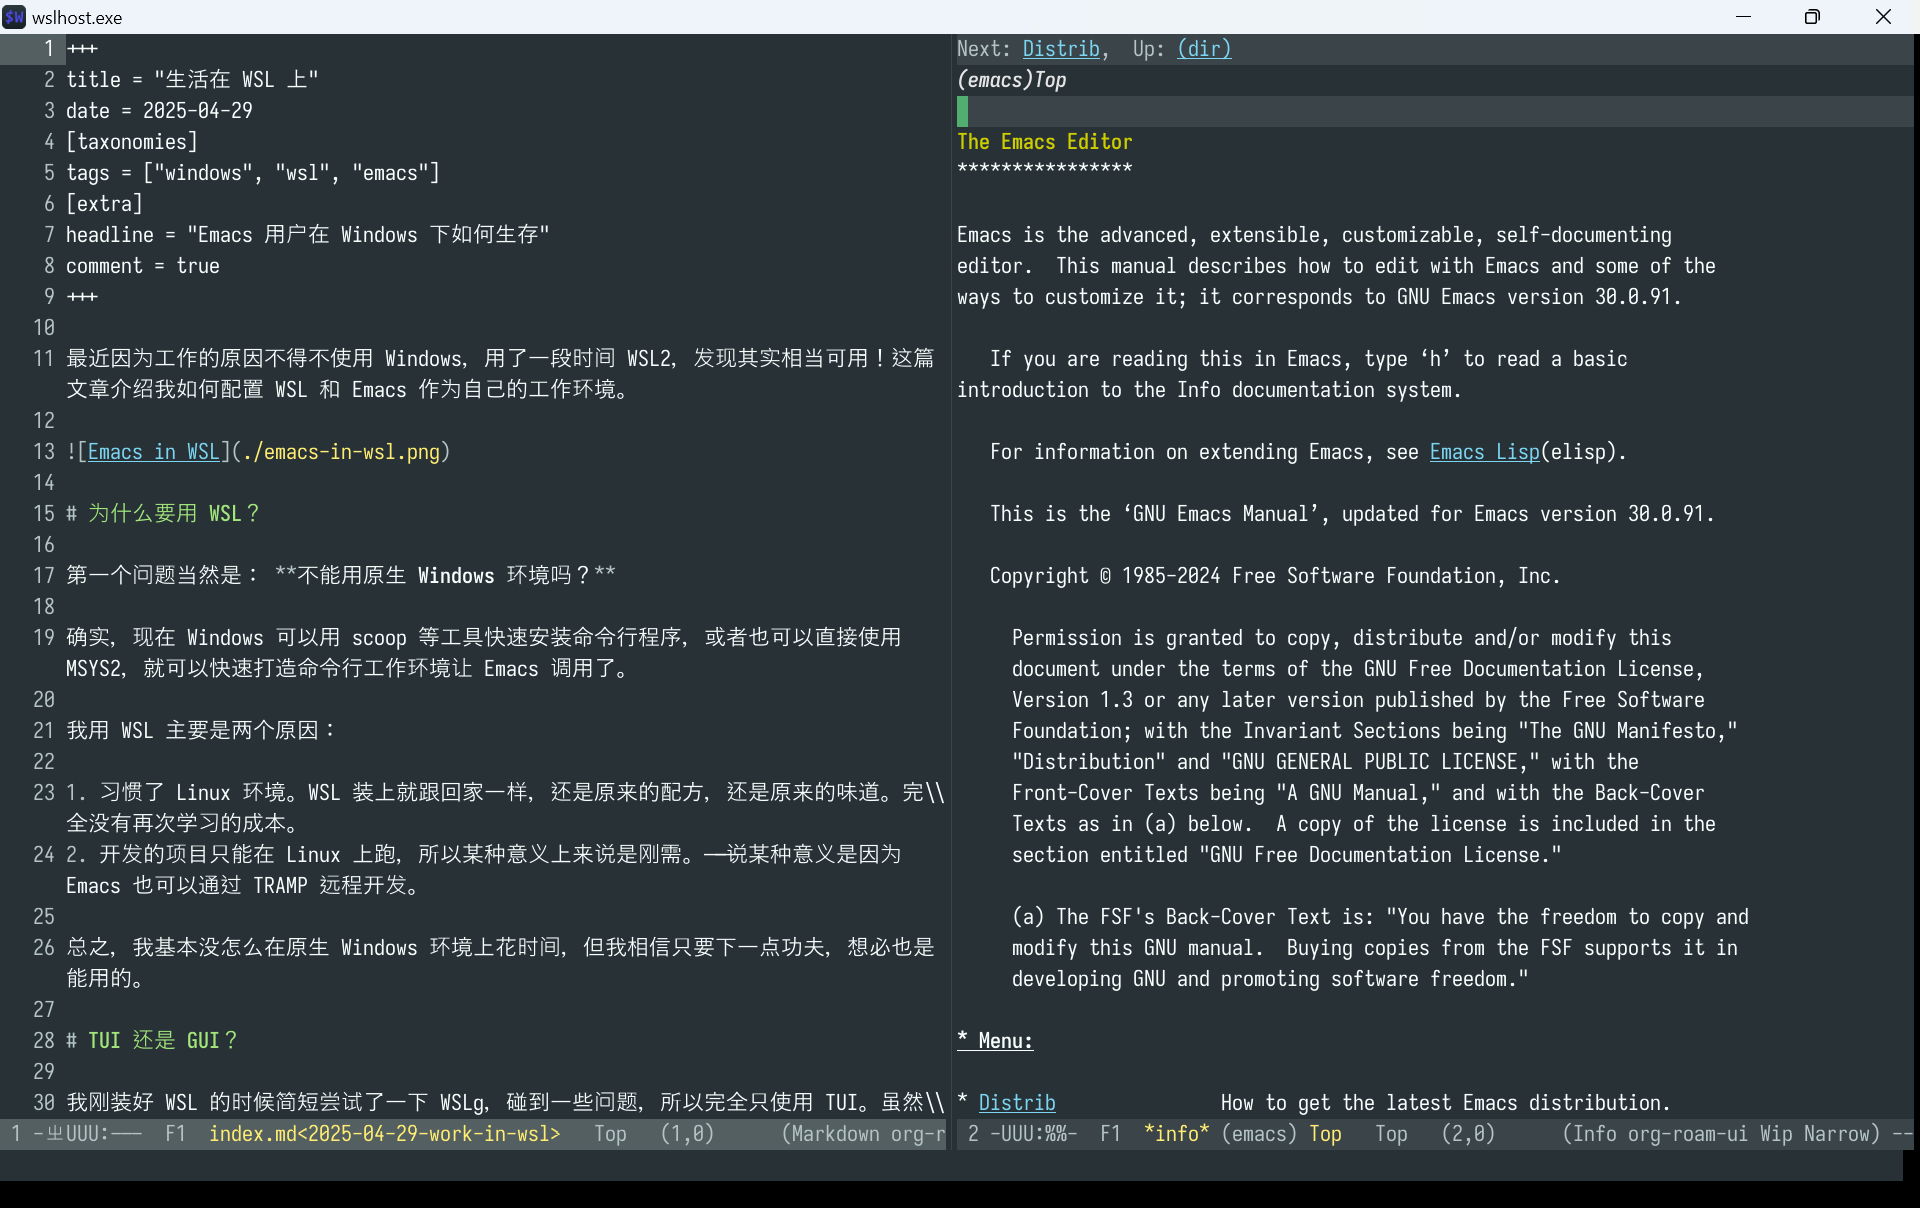 wslhost.exe
1 +++
2 title = "生活在 WSL 上"
3 date = 2025-04-29
4 [taxonomies]
5 tags = ["windows", "wsl", "emacs"]
6 [extra]
7 headline = "Emacs 用户在 Windows 下如何生存"
8 comment = true
9 +++
10
11 最近因为工作的原因不得不使用 Windows，用了一段时间 WSL2，发现其实相当可用！这篇
文章介绍我如何配置 WSL 和 Emacs 作为自己的工作环境。
12
13 ![Emacs in WSL](./emacs-in-wsl.png)
14
15 # 为什么要用 WSL？
16
17 第一个问题当然是： **不能用原生 Windows 环境吗？**
18
19 确实，现在 Windows 可以用 scoop 等工具快速安装命令行程序，或者也可以直接使用
MSYS2，就可以快速打造命令行工作环境让 Emacs 调用了。
20
21 我用 WSL 主要是两个原因：
22
23 1. 习惯了 Linux 环境。WSL 装上就跟回家一样，还是原来的配方，还是原来的味道。完\\
全没有再次学习的成本。
24 2. 开发的项目只能在 Linux 上跑，所以某种意义上来说是刚需。——说某种意义是因为
Emacs 也可以通过 TRAMP 远程开发。
25
26 总之，我基本没怎么在原生 Windows 环境上花时间，但我相信只要下一点功夫，想必也是
能用的。
27
28 # TUI 还是 GUI？
29
30 我刚装好 WSL 的时候简短尝试了一下 WSLg，碰到一些问题，所以完全只使用 TUI。虽然\\
1 -ㄓUUU:--- F1 index.md<2025-04-29-work-in-wsl> Top (1,0) (Markdown org-r
Next: Distrib, Up: (dir)
(emacs)Top
The Emacs Editor
****************
Emacs is the advanced, extensible, customizable, self-documenting
editor. This manual describes how to edit with Emacs and some of the
ways to customize it; it corresponds to GNU Emacs version 30.0.91.
If you are reading this in Emacs, type ‘h’ to read a basic
introduction to the Info documentation system.
For information on extending Emacs, see Emacs Lisp(elisp).
This is the ‘GNU Emacs Manual’, updated for Emacs version 30.0.91.
Copyright © 1985-2024 Free Software Foundation, Inc.
Permission is granted to copy, distribute and/or modify this
document under the terms of the GNU Free Documentation License,
Version 1.3 or any later version published by the Free Software
Foundation; with the Invariant Sections being "The GNU Manifesto,"
"Distribution" and "GNU GENERAL PUBLIC LICENSE," with the
Front-Cover Texts being "A GNU Manual," and with the Back-Cover
Texts as in (a) below. A copy of the license is included in the
section entitled "GNU Free Documentation License."
(a) The FSF's Back-Cover Text is: "You have the freedom to copy and
modify this GNU manual. Buying copies from the FSF supports it in
developing GNU and promoting software freedom."
* Menu:
* Distrib How to get the latest Emacs distribution.
2 -UUU:%%- F1 *info* (emacs) Top Top (2,0) (Info org-roam-ui Wip Narrow) --